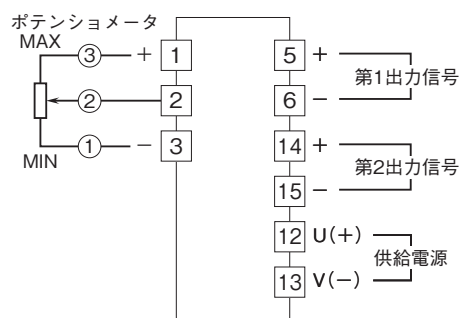 ポテンショメータ
MAX
③ + 1
② 2
① − 3
MIN
5 +
第1出力信号
6 −
14 +
第2出力信号
15 −
12 U(+)
供給電源
13 V(−)